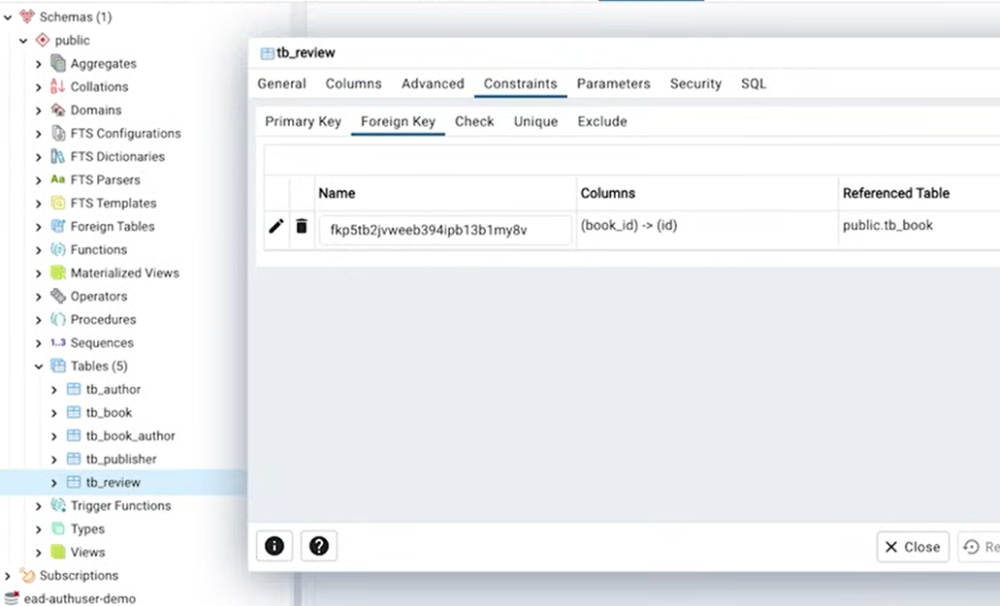 Schemas (1)
public
Aggregates
Collations
Domains
FTS Configurations
FTS Dictionaries
Aa FTS Parsers
FTS Templates
Foreign Tables
Functions
Materialized Views
Operators
Procedures
1..3 Sequences
Tables (5)
tb_author
tb_book
tb_book_author
tb_publisher
tb_review
Trigger Functions
Types
Views
Subscriptions
ead-authuser-demo
tb_review
General Columns Advanced Constraints Parameters Security SQL
Primary Key Foreign Key Check Unique Exclude
Name Columns Referenced Table
fkp5tb2jvweeb394ipb13b1my8v (book_id) -> (id) public.tb_book
Close Re